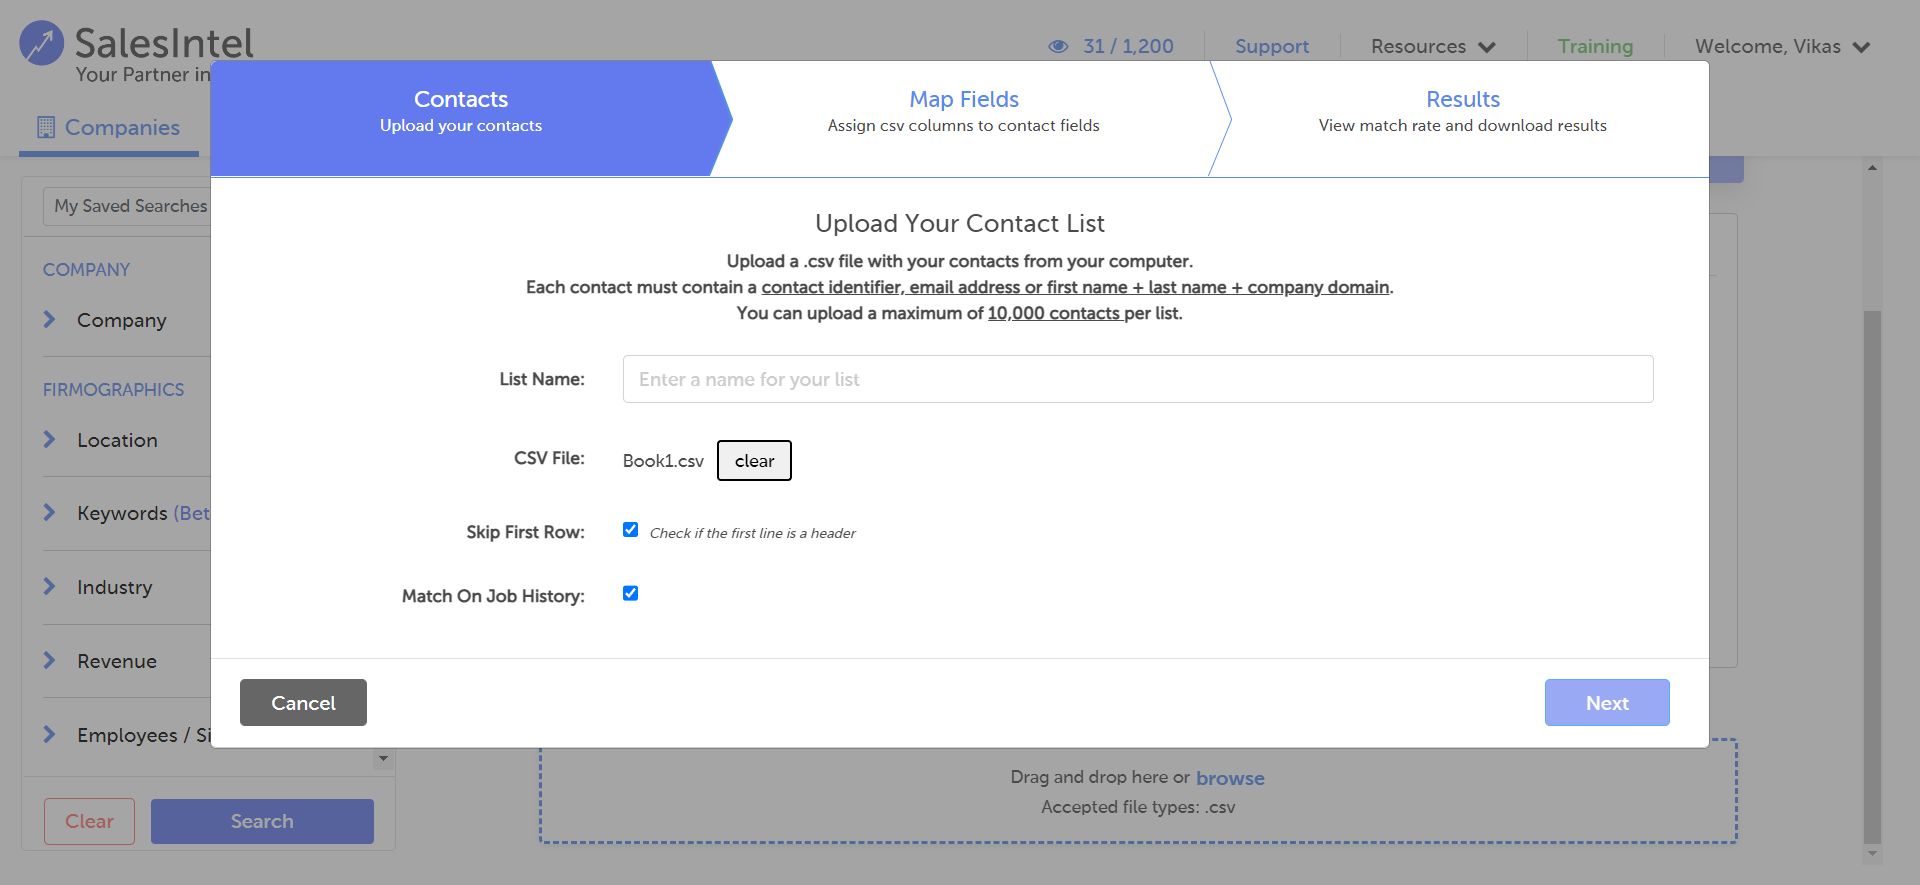 SalesIntel
Your Partner in
31 / 1,200
Support
Resources
Training
Welcome, Vikas
Companies
Contacts
Upload your contacts
Map Fields
Assign csv columns to contact fields
Results
View match rate and download results
My Saved Searches
COMPANY
Company
FIRMOGRAPHICS
Location
Keywords (Bet
Industry
Revenue
Employees / Si
Clear
Search
Upload Your Contact List
Upload a .csv file with your contacts from your computer.
Each contact must contain a contact identifier, email address or first name + last name + company domain.
You can upload a maximum of 10,000 contacts per list.
List Name:
Enter a name for your list
CSV File:
Book1.csv
clear
Skip First Row:
Check if the first line is a header
Match On Job History:
Cancel
Next
Drag and drop here or browse
Accepted file types: .csv